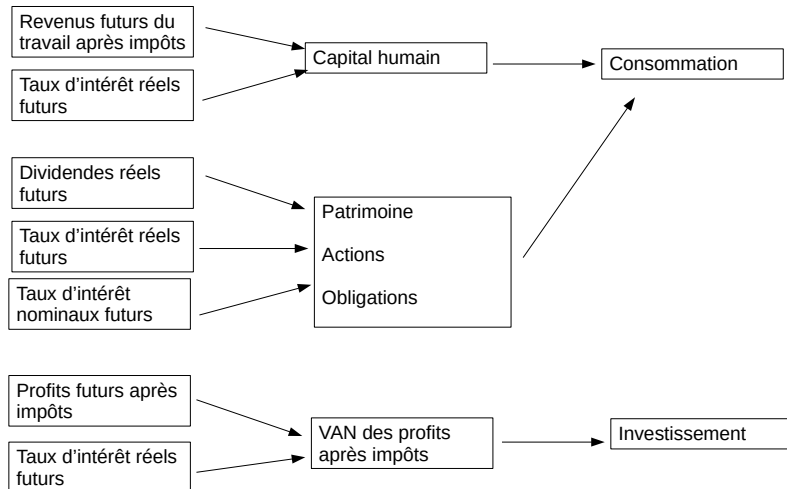 Revenus futurs du
travail après impôts
Capital humain
Consommation
Taux d'intérêt réels
futurs
Dividendes réels
futurs
Patrimoine
Taux d'intérêt réels
futurs
Actions
Taux d'intérêt
nominaux futurs
Obligations
Profits futurs après
impôts
VAN des profits
après impôts
Investissement
Taux d'intérêt réels
futurs